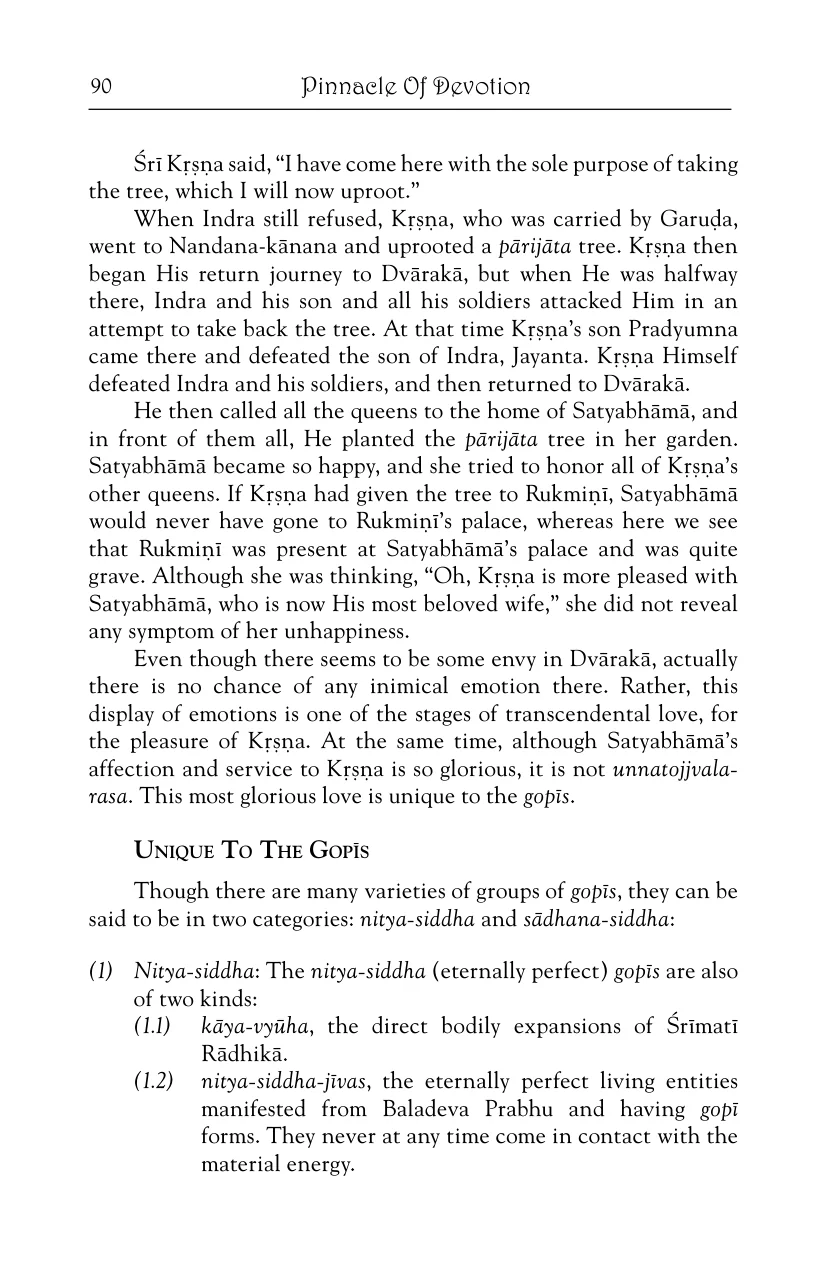 90 Pinnacle Of Devotion
Śrī Kṛṣṇa said, “I have come here with the sole purpose of taking
the tree, which I will now uproot.”
When Indra still refused, Kṛṣṇa, who was carried by Garuḍa,
went to Nandana-kānana and uprooted a pārijāta tree. Kṛṣṇa then
began His return journey to Dvārakā, but when He was halfway
there, Indra and his son and all his soldiers attacked Him in an
attempt to take back the tree. At that time Kṛṣṇa’s son Pradyumna
came there and defeated the son of Indra, Jayanta. Kṛṣṇa Himself
defeated Indra and his soldiers, and then returned to Dvārakā.
He then called all the queens to the home of Satyabhāmā, and
in front of them all, He planted the pārijāta tree in her garden.
Satyabhāmā became so happy, and she tried to honor all of Kṛṣṇa’s
other queens. If Kṛṣṇa had given the tree to Rukmiṇī, Satyabhāmā
would never have gone to Rukmiṇī’s palace, whereas here we see
that Rukmiṇī was present at Satyabhāmā’s palace and was quite
grave. Although she was thinking, “Oh, Kṛṣṇa is more pleased with
Satyabhāmā, who is now His most beloved wife,” she did not reveal
any symptom of her unhappiness.
Even though there seems to be some envy in Dvārakā, actually
there is no chance of any inimical emotion there. Rather, this
display of emotions is one of the stages of transcendental love, for
the pleasure of Kṛṣṇa. At the same time, although Satyabhāmā’s
affection and service to Kṛṣṇa is so glorious, it is not unnatojjvala-
rasa. This most glorious love is unique to the gopīs.
Unique To The Gopīs
Though there are many varieties of groups of gopīs, they can be
said to be in two categories: nitya-siddha and sādhana-siddha:
(1) Nitya-siddha: The nitya-siddha (eternally perfect) gopīs are also
of two kinds:
(1.1) kāya-vyūha, the direct bodily expansions of Śrīmatī
Rādhikā.
(1.2) nitya-siddha-jīvas, the eternally perfect living entities
manifested from Baladeva Prabhu and having gopī
forms. They never at any time come in contact with the
material energy.